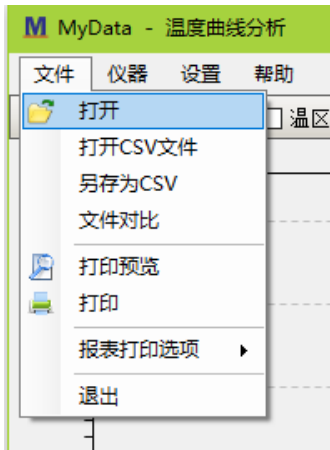 M MyData - 温度曲线分析
文件 仪器 设置 帮助
打开
温区
打开CSV文件
另存为CSV
文件对比
打印预览
打印
报表打印选项
退出